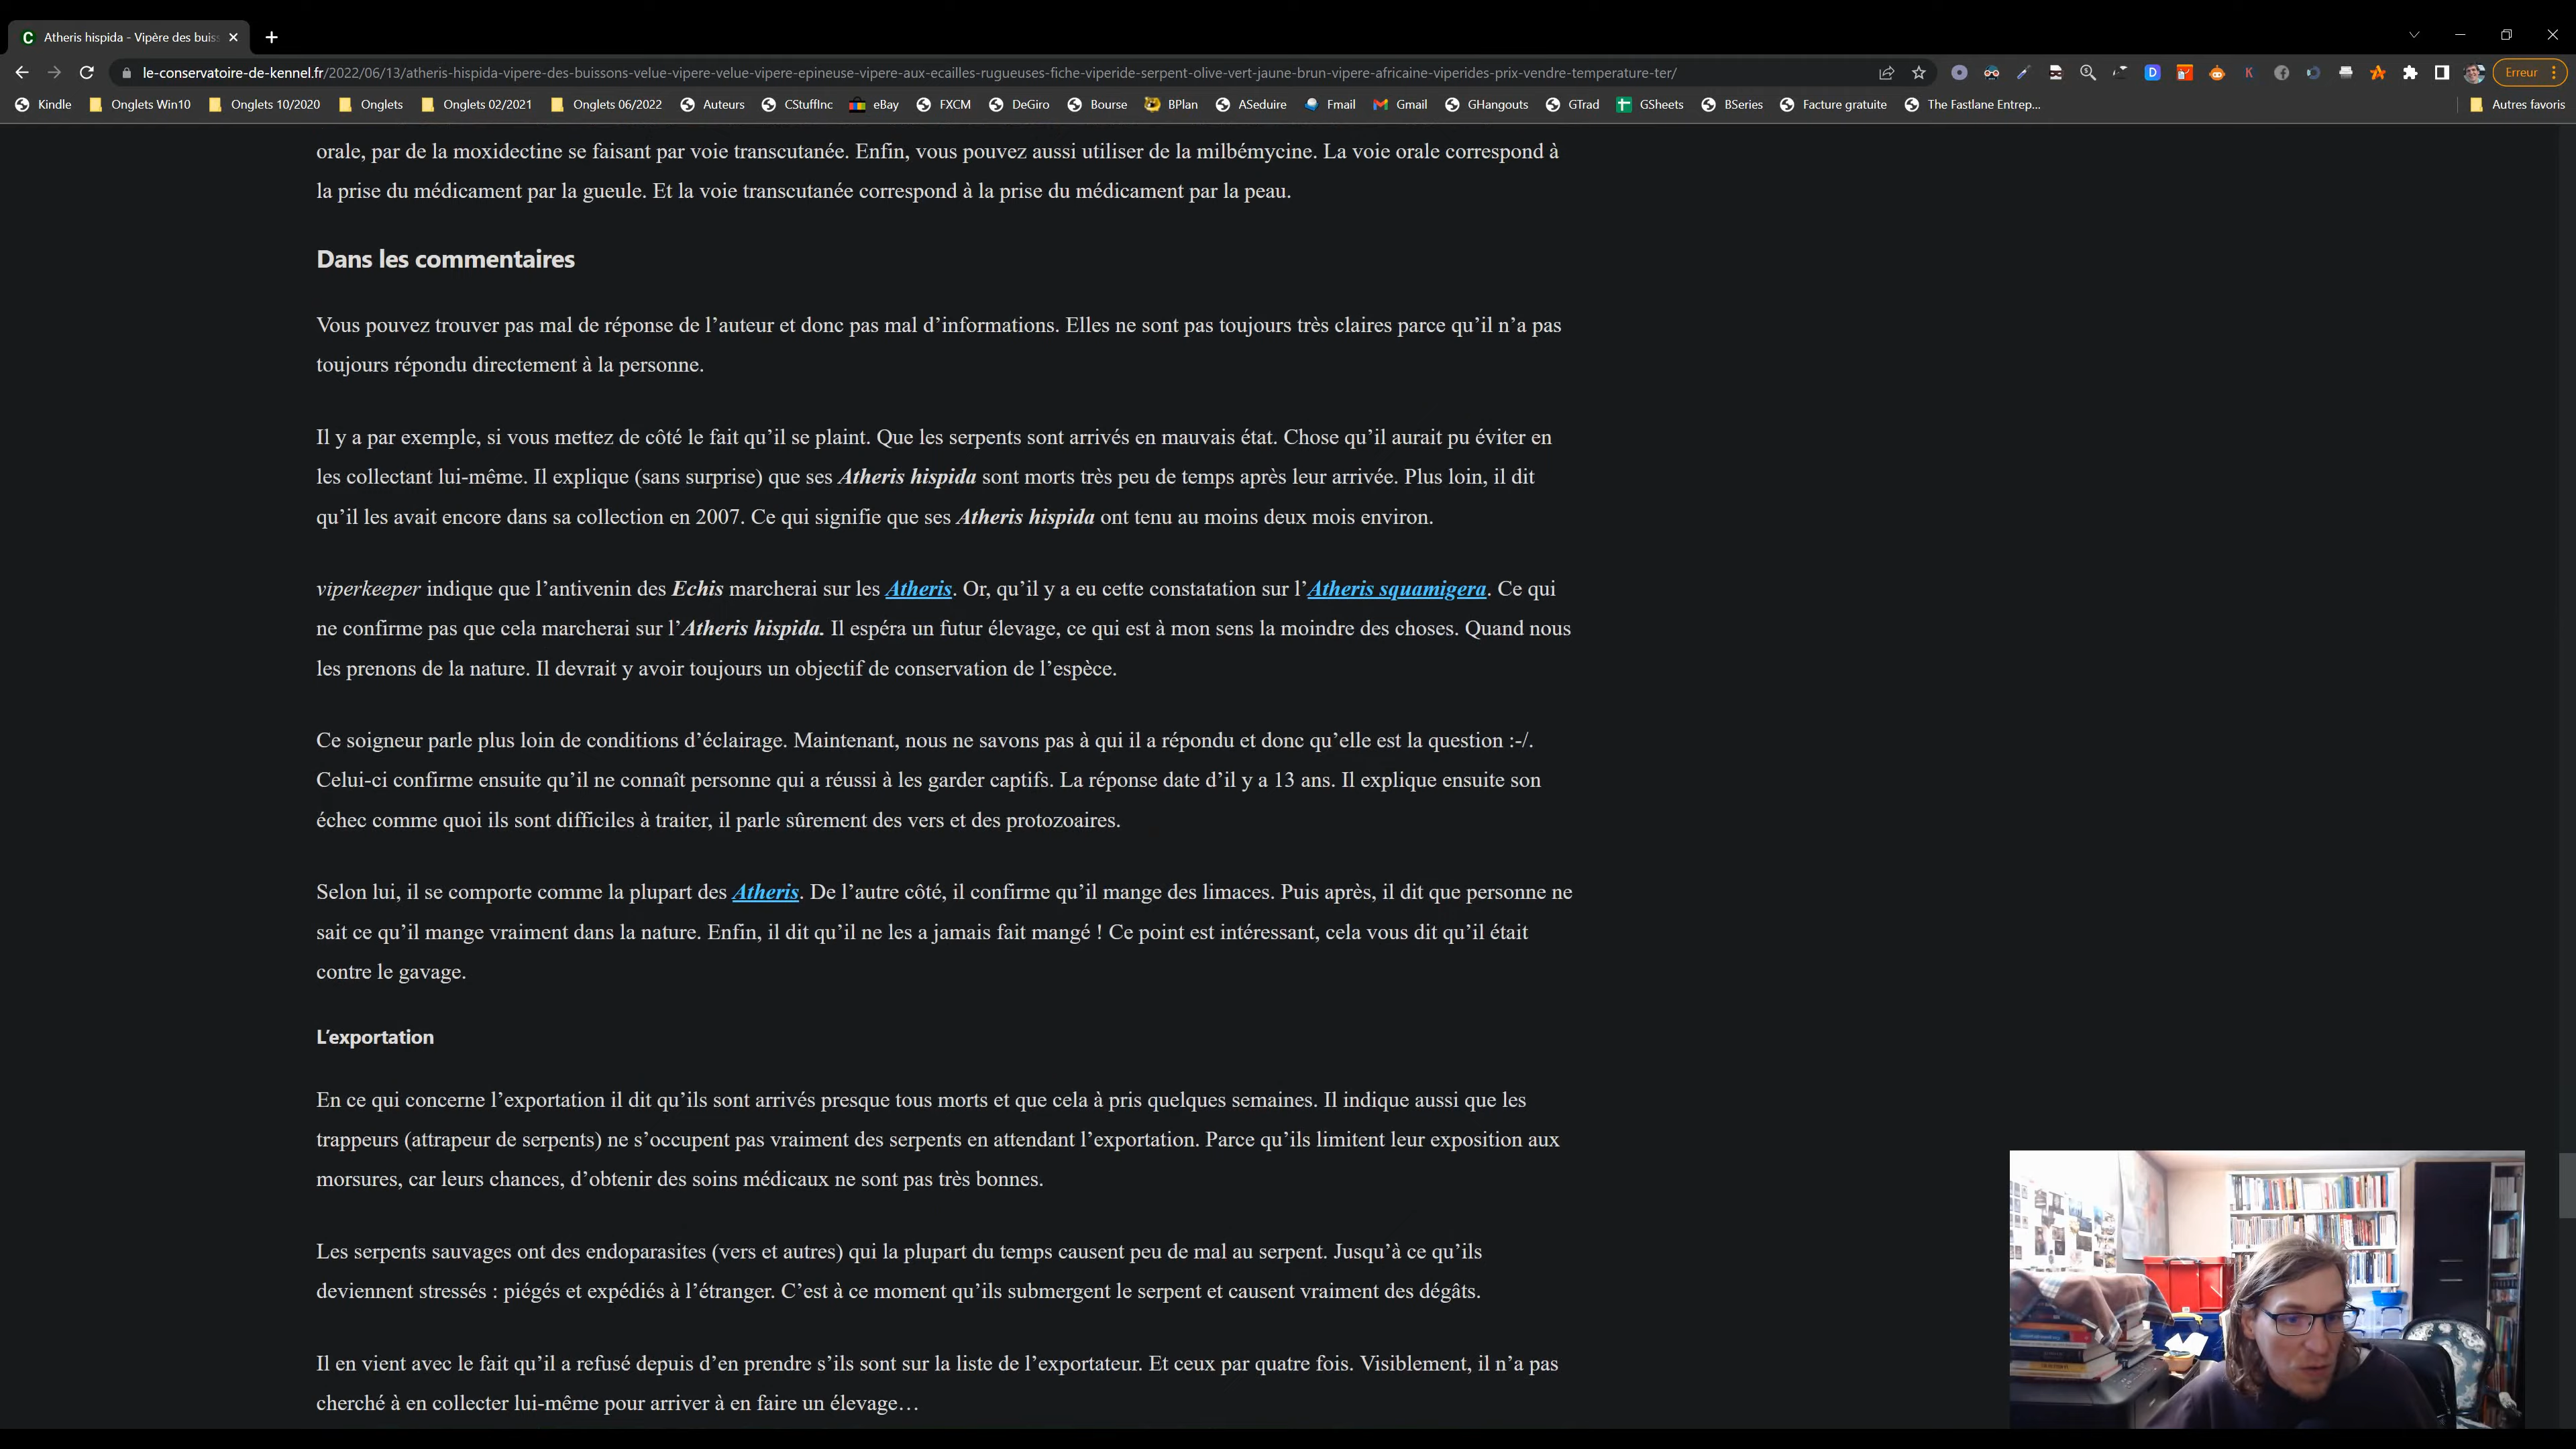 Atheris hispida - Vipère des buiss
le-conservatoire-de-kennel.fr/2022/06/13/atheris-hispida-vipere-des-buissons-velue-vipere-velue-vipere-epineuse-vipere-aux-ecailles-rugueuses-fiche-viperide-serpent-olive-vert-jaune-brun-vipere-africaine-viperides-prix-vendre-temperature-ter/
Erreur
Kindle Onglets Win10 Onglets 10/2020 Onglets Onglets 02/2021 Onglets 06/2022 Auteurs CStuffInc eBay FXCM DeGiro Bourse BPlan ASeduire Fmail Gmail GHangouts GTrad GSheets BSeries Facture gratuite The Fastlane Entrep... Autres favoris
orale, par de la moxidectine se faisant par voie transcutanée. Enfin, vous pouvez aussi utiliser de la milbémycine. La voie orale correspond à
la prise du médicament par la gueule. Et la voie transcutanée correspond à la prise du médicament par la peau.
Dans les commentaires
Vous pouvez trouver pas mal de réponse de l’auteur et donc pas mal d’informations. Elles ne sont pas toujours très claires parce qu’il n’a pas
toujours répondu directement à la personne.
Il y a par exemple, si vous mettez de côté le fait qu’il se plaint. Que les serpents sont arrivés en mauvais état. Chose qu’il aurait pu éviter en
les collectant lui-même. Il explique (sans surprise) que ses Atheris hispida sont morts très peu de temps après leur arrivée. Plus loin, il dit
qu’il les avait encore dans sa collection en 2007. Ce qui signifie que ses Atheris hispida ont tenu au moins deux mois environ.
viperkeeper indique que l’antivenin des Echis marcherai sur les Atheris. Or, qu’il y a eu cette constatation sur l’Atheris squamigera. Ce qui
ne confirme pas que cela marcherai sur l’Atheris hispida. Il espéra un futur élevage, ce qui est à mon sens la moindre des choses. Quand nous
les prenons de la nature. Il devrait y avoir toujours un objectif de conservation de l’espèce.
Ce soigneur parle plus loin de conditions d’éclairage. Maintenant, nous ne savons pas à qui il a répondu et donc qu’elle est la question :-/.
Celui-ci confirme ensuite qu’il ne connaît personne qui a réussi à les garder captifs. La réponse date d’il y a 13 ans. Il explique ensuite son
échec comme quoi ils sont difficiles à traiter, il parle sûrement des vers et des protozoaires.
Selon lui, il se comporte comme la plupart des Atheris. De l’autre côté, il confirme qu’il mange des limaces. Puis après, il dit que personne ne
sait ce qu’il mange vraiment dans la nature. Enfin, il dit qu’il ne les a jamais fait mangé ! Ce point est intéressant, cela vous dit qu’il était
contre le gavage.
L’exportation
En ce qui concerne l’exportation il dit qu’ils sont arrivés presque tous morts et que cela à pris quelques semaines. Il indique aussi que les
trappeurs (attrapeur de serpents) ne s’occupent pas vraiment des serpents en attendant l’exportation. Parce qu’ils limitent leur exposition aux
morsures, car leurs chances, d’obtenir des soins médicaux ne sont pas très bonnes.
Les serpents sauvages ont des endoparasites (vers et autres) qui la plupart du temps causent peu de mal au serpent. Jusqu’à ce qu’ils
deviennent stressés : piégés et expédiés à l’étranger. C’est à ce moment qu’ils submergent le serpent et causent vraiment des dégâts.
Il en vient avec le fait qu’il a refusé depuis d’en prendre s’ils sont sur la liste de l’exportateur. Et ceux par quatre fois. Visiblement, il n’a pas
cherché à en collecter lui-même pour arriver à en faire un élevage…